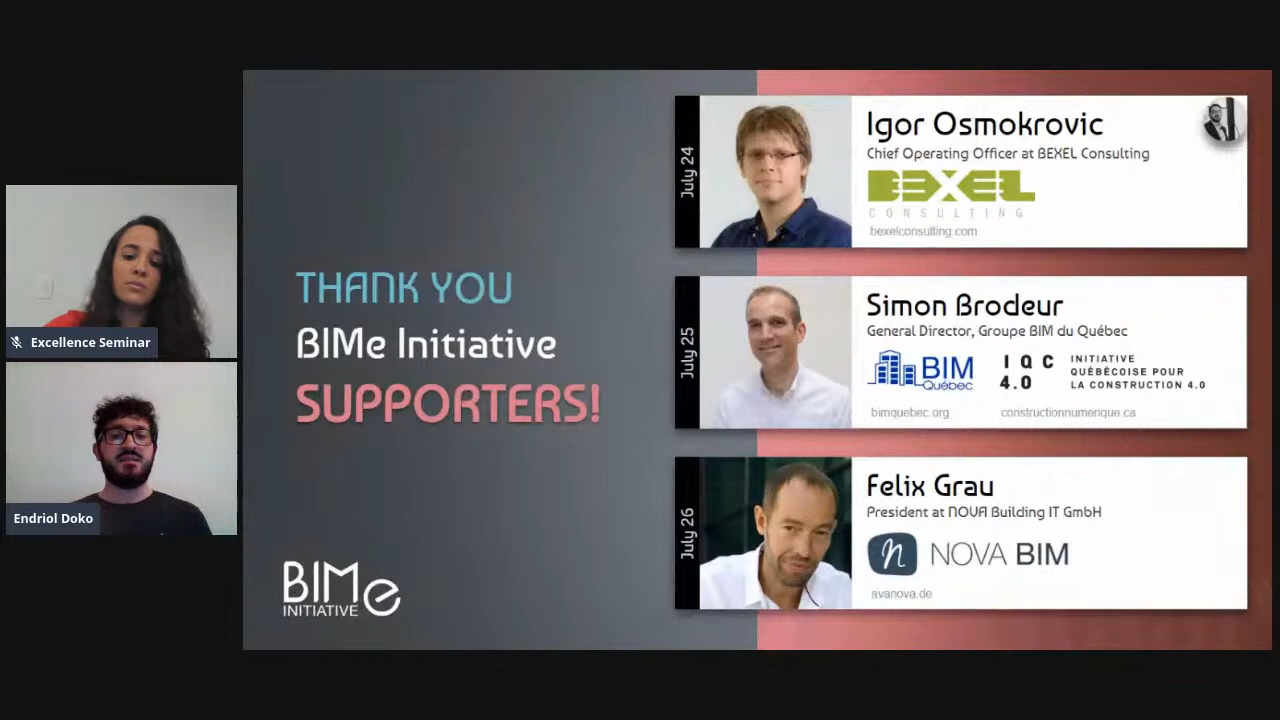 Excellence Seminar
Endriol Doko
THANK YOU
BIMe Initiative
SUPPORTERS!
BIMe
INITIATIVE
July 24
Igor Osmokrovic
Chief Operating Officer at BEXEL Consulting
BEXEL
CONSULTING
bexelconsulting.com
July 25
Simon Brodeur
General Director, Groupe BIM du Québec
BIM
Québec
IQC
4.0
INITIATIVE
QUÉBÉCOISE POUR
LA CONSTRUCTION 4.0
bimquebec.org
constructionnumerique.ca
July 26
Felix Grau
President at NOVA Building IT GmbH
n
NOVA BIM
avanova.de